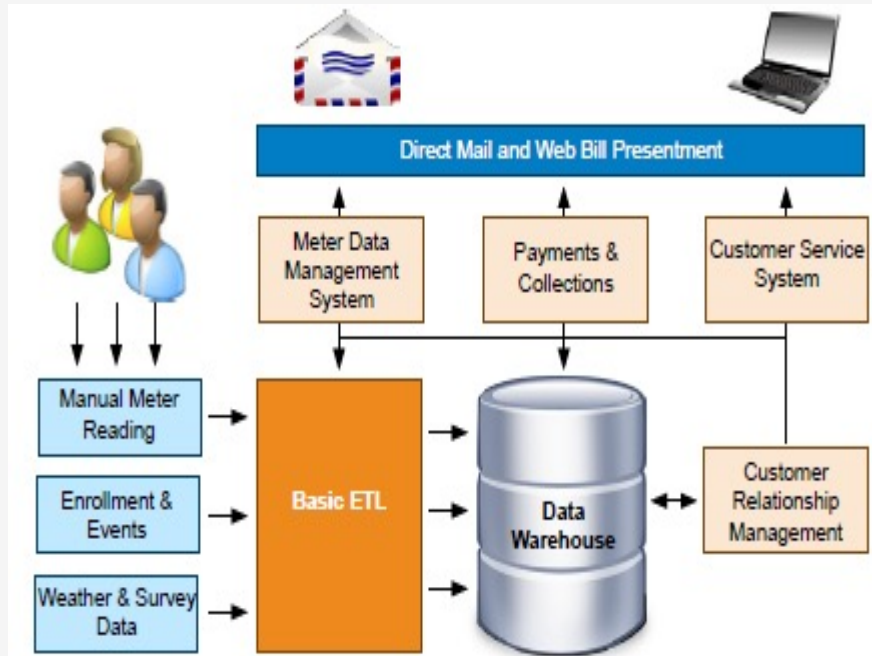 Direct Mail and Web Bill Presentment
Meter Data
Management
System
Payments &
Collections
Customer Service
System
Manual Meter
Reading
Enrollment &
Events
Weather & Survey
Data
Basic ETL
Data
Warehouse
Customer
Relationship
Management